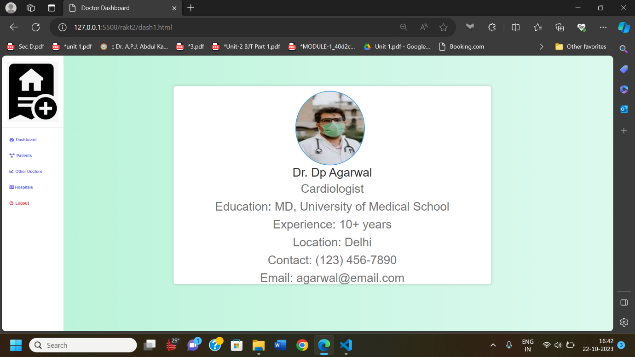 Doctor Dashboard
127.0.0.1:5500/rakt2/dash1.html
Sec D.pdf
*unit 1.pdf
:: Dr. A.P.J. Abdul Ka...
*3.pdf
*Unit-2 B/T Part 1.pdf
*MODULE-1_40d2c...
Unit 1.pdf - Google...
Booking.com
Other favorites
Dashboard
Patients
Other Doctors
Hospitals
Logout
Dr. Dp Agarwal
Cardiologist
Education: MD, University of Medical School
Experience: 10+ years
Location: Delhi
Contact: (123) 456-7890
Email: agarwal@email.com
Search
29°
ENG
IN
16:42
22-10-2023